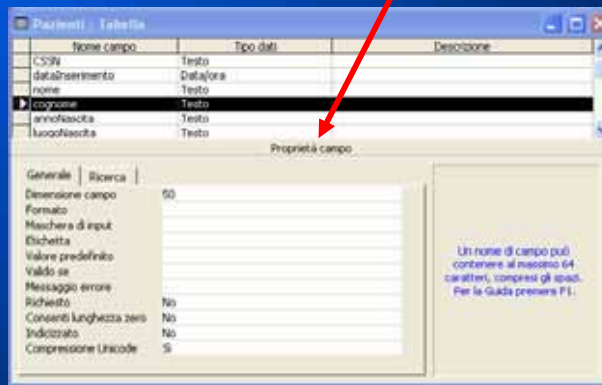 Pazienti : Tabella
Nome campo Tipo dati Descrizione
CSSN Testo
dataInserimento Data/ora
nome Testo
cognome Testo
annoNascita Testo
luogoNascita Testo
Proprietà campo
Generale Ricerca
Dimensione campo 50
Formato
Maschera di input
Etichetta
Valore predefinito
Valido se
Messaggio errore
Richiesto No
Consenti lunghezza zero No
Indicizzato No
Compressione Unicode Sì
Un nome di campo può
contenere al massimo 64
caratteri, compresi gli spazi.
Per la Guida premere F1.